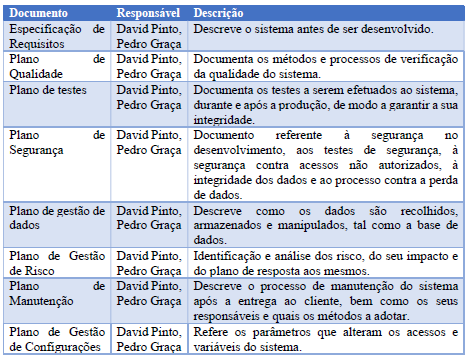 Documento Responsável Descrição
Especificação de David Pinto, Descreve o sistema antes de ser desenvolvido.
Requisitos Pedro Graça
Plano de David Pinto, Documenta os métodos e processos de verificação
Qualidade Pedro Graça da qualidade do sistema.
Plano de testes David Pinto, Documenta os testes a serem efetuados ao sistema,
Pedro Graça durante e após a produção, de modo a garantir a sua
integridade.
Plano de David Pinto, Documento referente à segurança no
Segurança Pedro Graça desenvolvimento, aos testes de segurança, à
segurança contra acessos não autorizados, à
integridade dos dados e ao processo contra a perda
de dados.
Plano de gestão de David Pinto, Descreve como os dados são recolhidos,
dados Pedro Graça armazenados e manipulados, tal como a base de
dados.
Plano de Gestão David Pinto, Identificação e análises dos risco, do seu impacto e
de Risco Pedro Graça do plano de resposta aos mesmos.
Plano de David Pinto, Descreve o processo de manutenção do sistema
Manutenção Pedro Graça após a entrega ao cliente, bem como os seus
responsáveis e quais os métodos a adotar.
Plano de Gestão David Pinto, Refere os parâmetros que alteram os acessos e
de Configurações Pedro Graça variáveis do sistema.